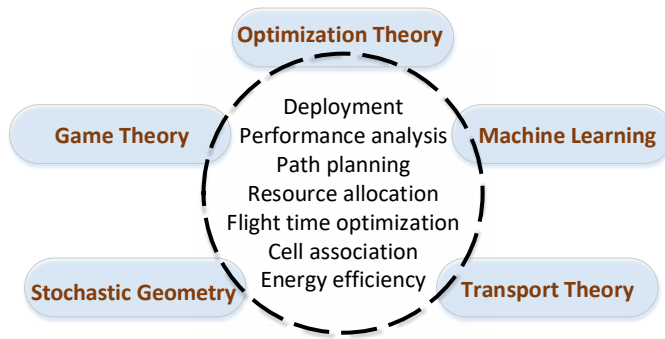 Optimization Theory
Game Theory
Machine Learning
Deployment
Performance analysis
Path planning
Resource allocation
Flight time optimization
Cell association
Energy efficiency
Stochastic Geometry
Transport Theory